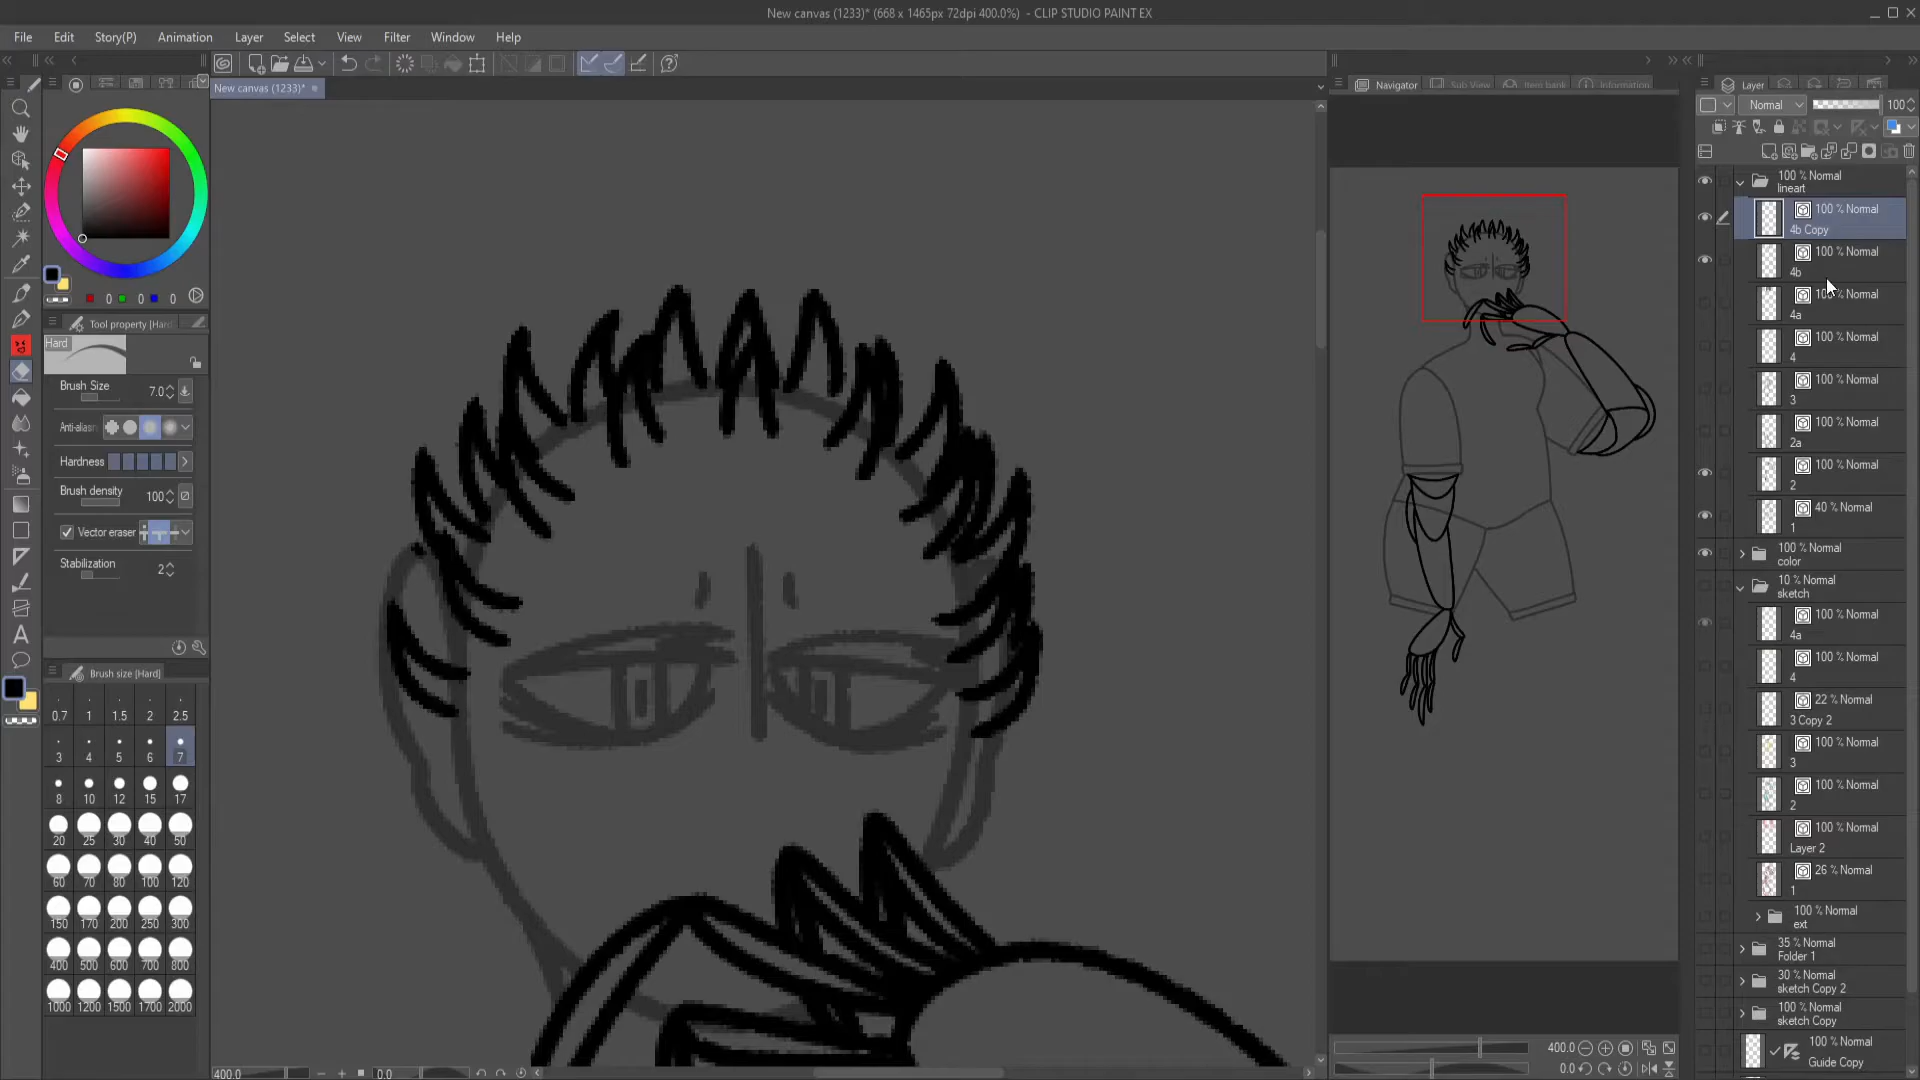 New canvas (1233)* (668 x 1465px 72dpi 400.0%) - CLIP STUDIO PAINT EX
File Edit Story(P) Animation Layer Select View Filter Window Help
New canvas (1233)*
Navigator Sub View Item bank Information
Layer
Normal 100
0 0 0
Tool property [Hard
Hard
Brush Size 7.0
Hardness
Brush density 100
Vector eraser
Stabilization 2
Brush size [Hard]
0.7 1 1.5 2 2.5
3 4 5 6 7
8 10 12 15 17
20 25 30 40 50
60 70 80 100 120
150 170 200 250 300
400 500 600 700 800
1000 1200 1500 1700 2000
400.0 0.0
400.0
0.0
100 % Normal
lineart
100 % Normal
4b Copy
100 % Normal
4b
100 % Normal
4a
100 % Normal
4
100 % Normal
3
100 % Normal
2a
100 % Normal
2
40 % Normal
1
100 % Normal
color
10 % Normal
sketch
100 % Normal
4a
100 % Normal
4
22 % Normal
3 Copy 2
100 % Normal
3
100 % Normal
2
100 % Normal
Layer 2
26 % Normal
1
100 % Normal
ext
35 % Normal
Folder 1
30 % Normal
sketch Copy 2
100 % Normal
sketch Copy
100 % Normal
Guide Copy